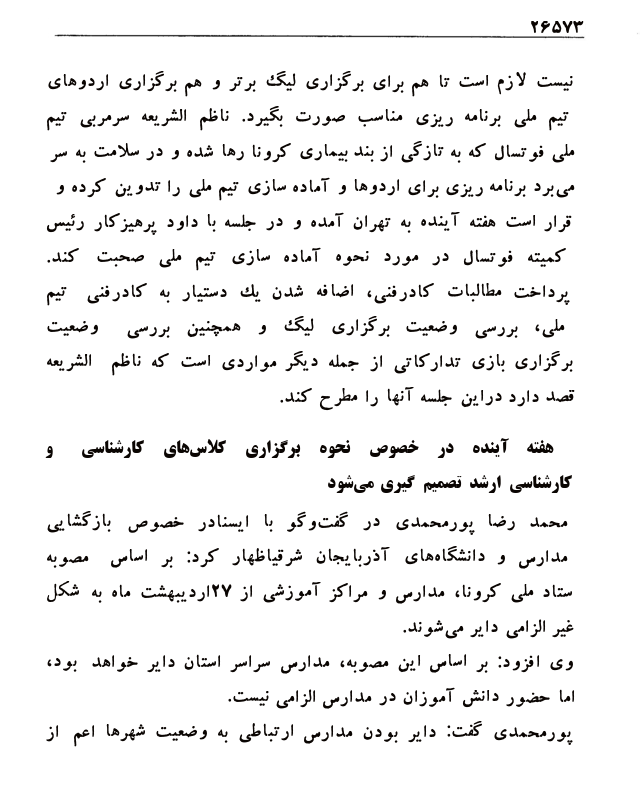 ۲۶۵۷۳
نیست لازم است تا هم برای برگزاری لیگ برتر و هم برگزاری اردوهای
تیم ملی برنامه ریزی مناسب صورت بگیرد. ناظم الشریعه سرمربی تیم
ملی فوتسال که به تازگی از بند بیماری کرونا رها شده و در سلامت به سر
می‌برد برنامه ریزی برای اردوها و آماده سازی تیم ملی را تدوین کرده و
قرار است هفته آینده به تهران آمده و در جلسه با داود پرهیزکار رئیس
کمیته فوتسال در مورد نحوه آماده سازی تیم ملی صحبت کند.
پرداخت مطالبات کادرفنی، اضافه شدن یك دستیار به کادرفنی تیم
ملی، بررسی وضعیت برگزاری لیگ و همچنین بررسی وضعیت
برگزاری بازی تدارکاتی از جمله دیگر مواردی است که ناظم الشریعه
قصد دارد دراین جلسه آنها را مطرح کند.
هفته آینده در خصوص نحوه برگزاری کلاس‌های کارشناسی و
کارشناسی ارشد تصمیم گیری می‌شود
محمد رضا پورمحمدی در گفت‌وگو با ایسنادر خصوص بازگشایی
مدارس و دانشگاه‌های آذربایجان شرقیاظهار کرد: بر اساس مصوبه
ستاد ملی کرونا، مدارس و مراکز آموزشی از ۲۷اردیبهشت ماه به شکل
غیر الزامی دایر می‌شوند.
وی افزود: بر اساس این مصوبه، مدارس سراسر استان دایر خواهد بود،
اما حضور دانش آموزان در مدارس الزامی نیست.
پورمحمدی گفت: دایر بودن مدارس ارتباطی به وضعیت شهرها اعم از